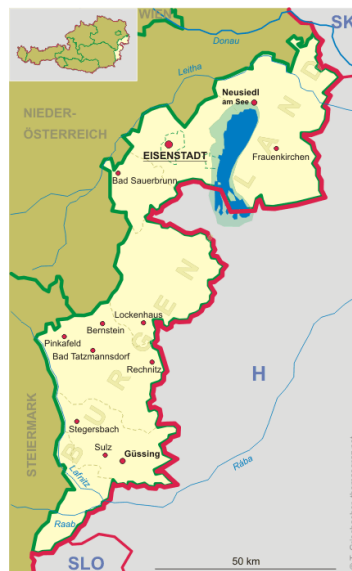 WIEN
SK
Donau
Leitha
Neusiedl
am See
NIEDER-
ÖSTERREICH
EISENSTADT
Frauenkirchen
Bad Sauerbrunn
BURGENLAND
Lockenhaus
Bernstein
Pinkafeld
Bad Tatzmannsdorf
Rechnitz
H
STEIERMARK
Stegersbach
Sulz
Güssing
Lafnitz
Rába
Raab
SLO
50 km